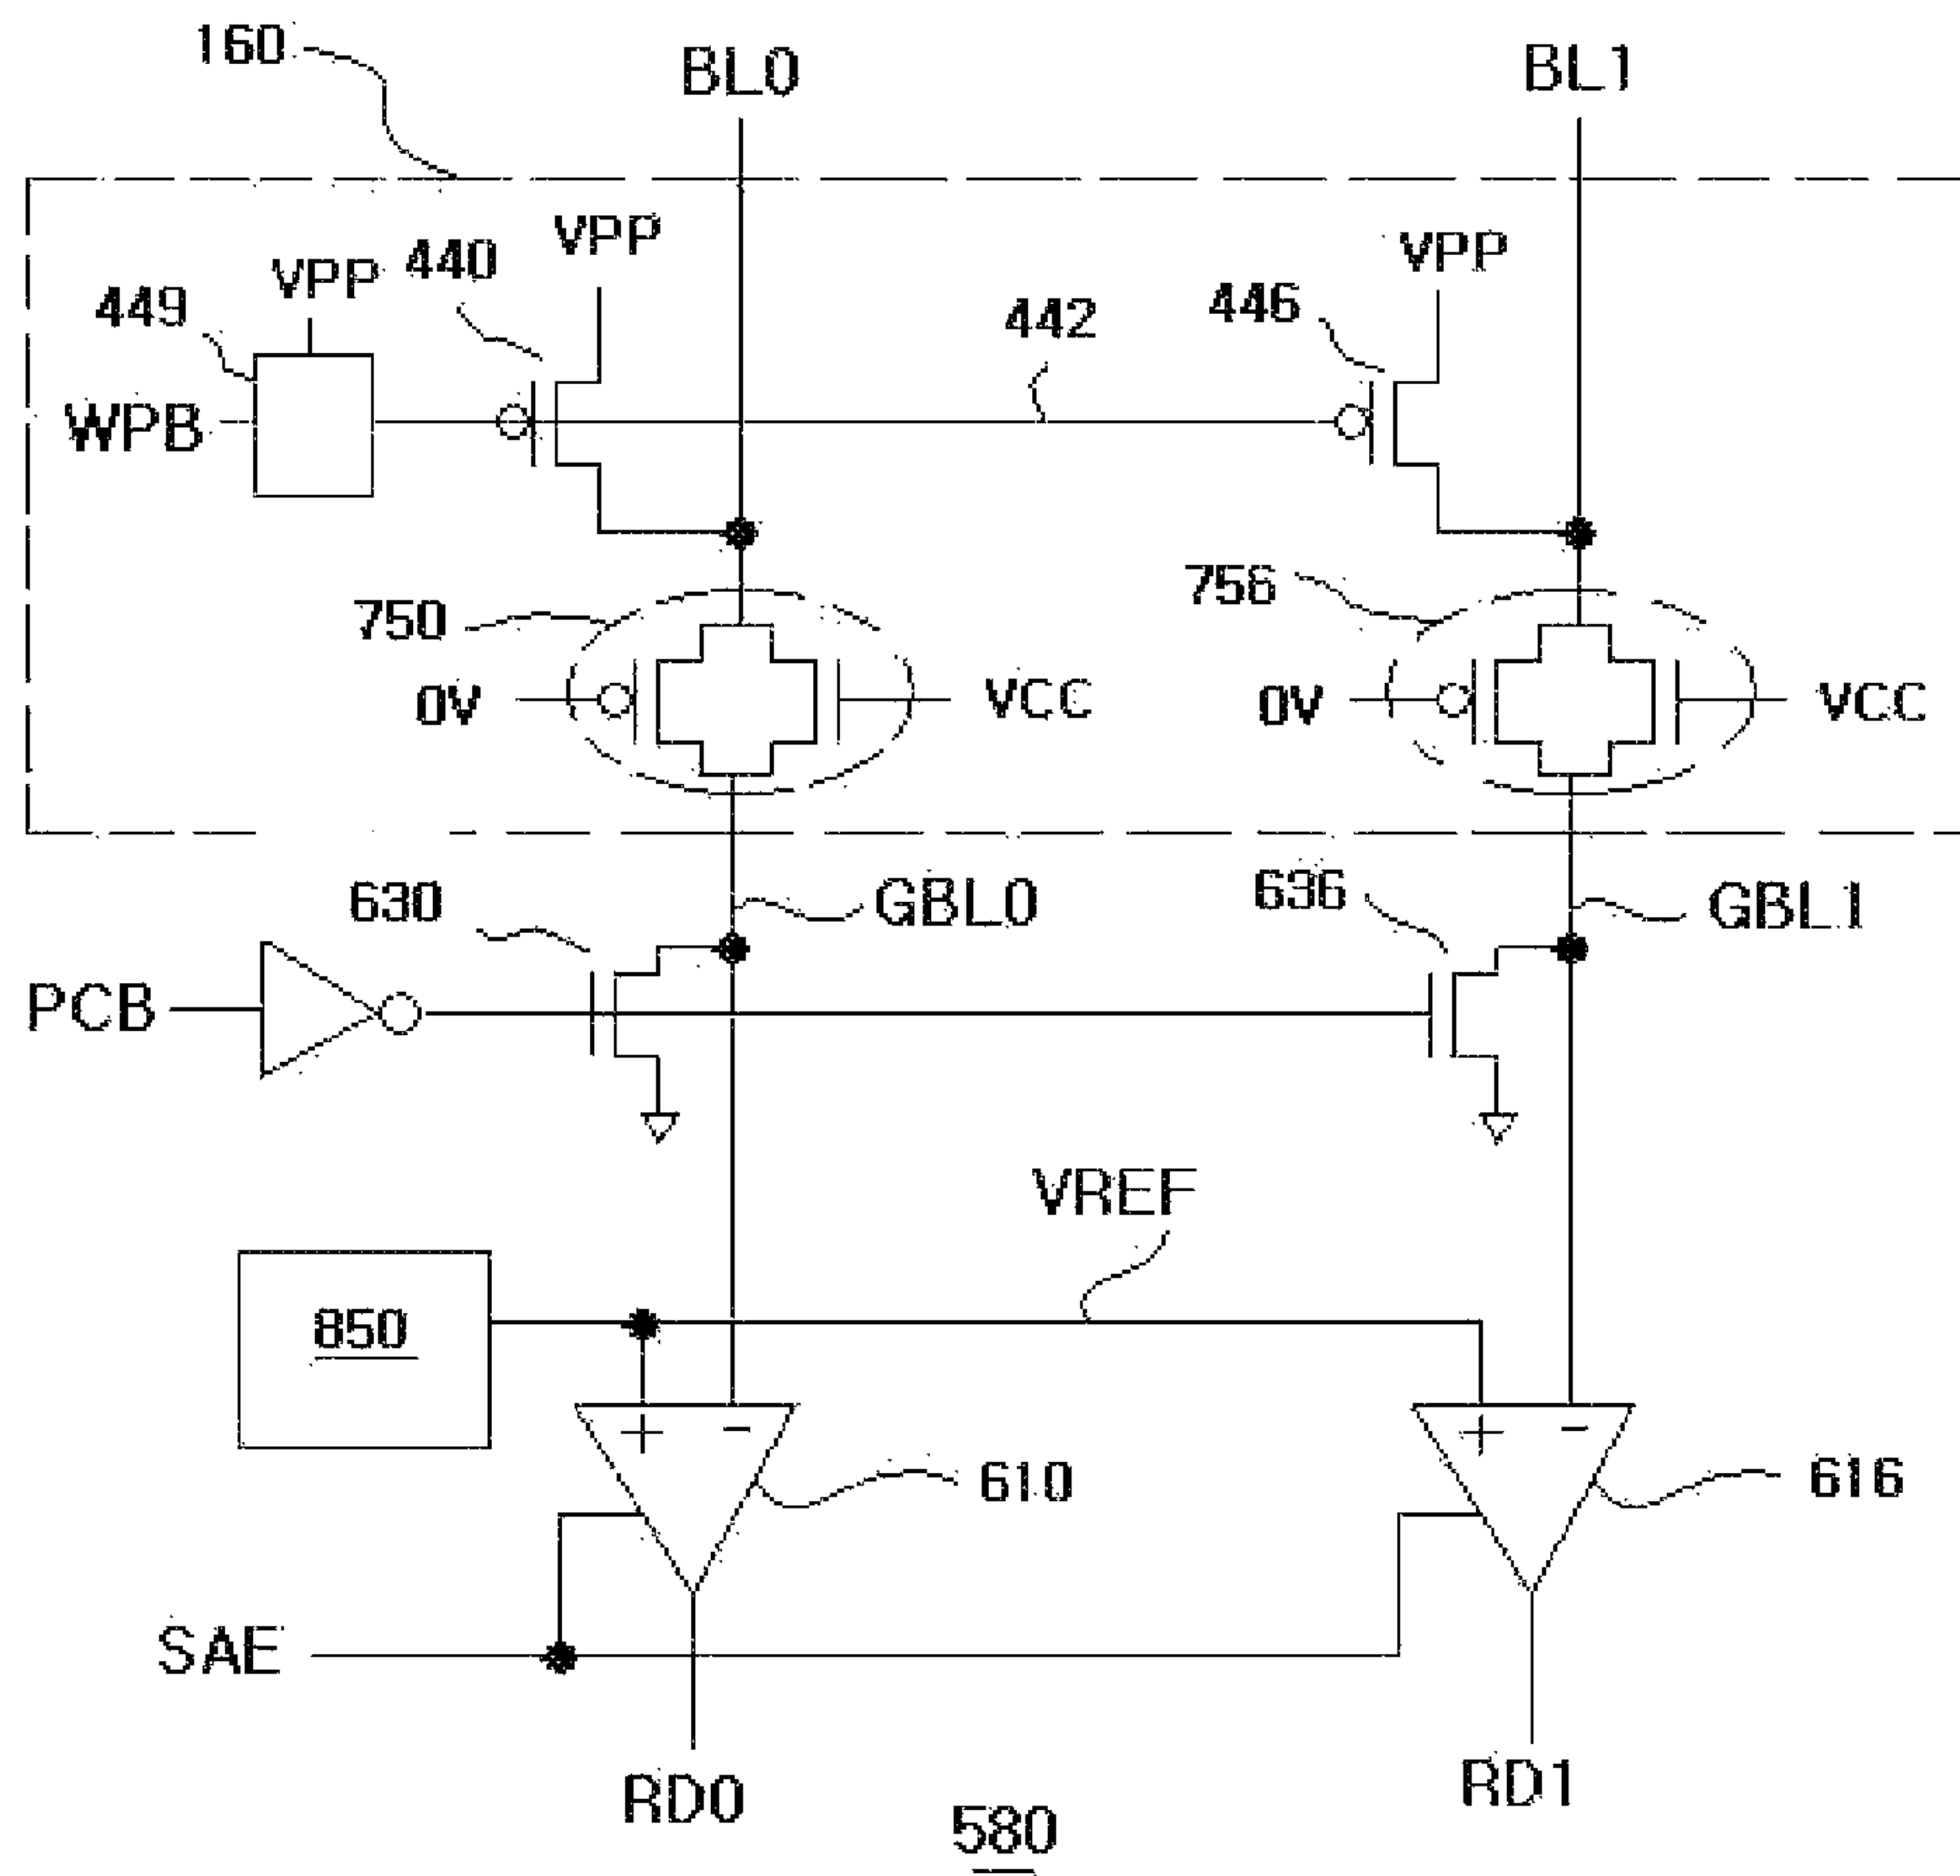 160
BL0
BL1
VPP
VPP
VPP
440
449
442
446
WPB
750
756
0V
VCC
0V
VCC
630
GBL0
636
GBL1
PCB
VREF
850
+
-
+
-
610
616
SAE
RD0
RD1
580